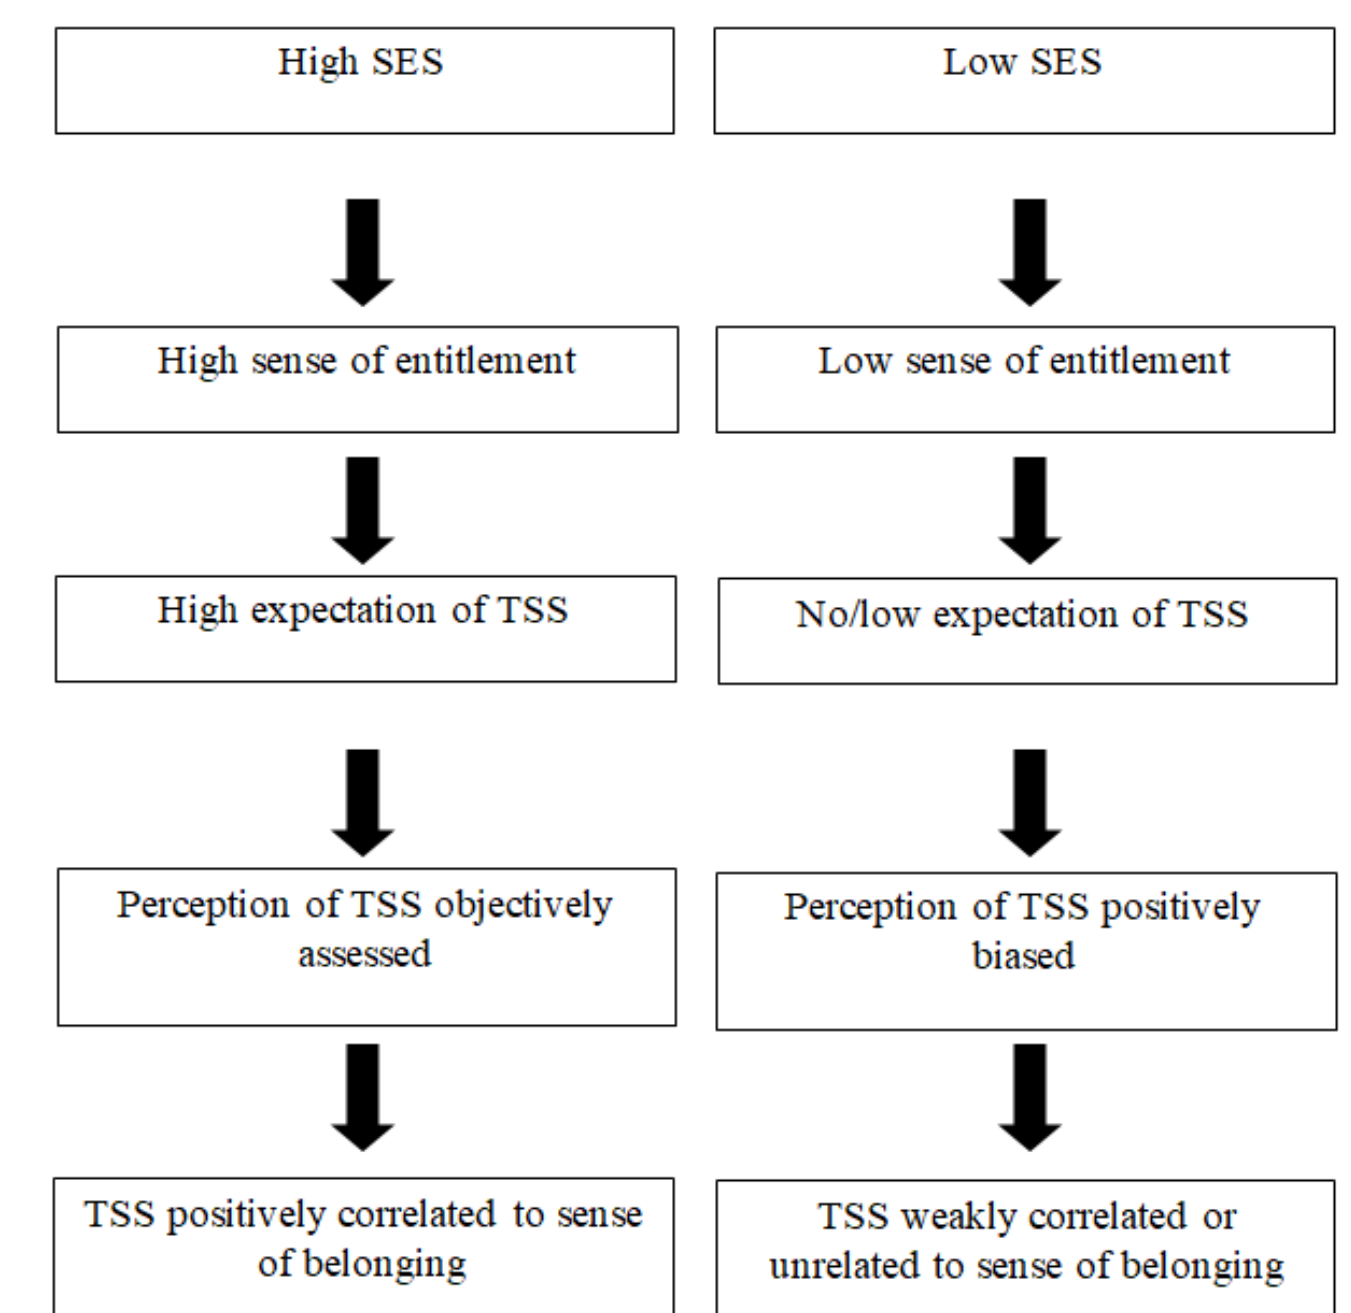 High SES
Low SES
High sense of entitlement
Low sense of entitlement
High expectation of TSS
No/low expectation of TSS
Perception of TSS objectively
assessed
Perception of TSS positively
biased
TSS positively correlated to sense
of belonging
TSS weakly correlated or
unrelated to sense of belonging